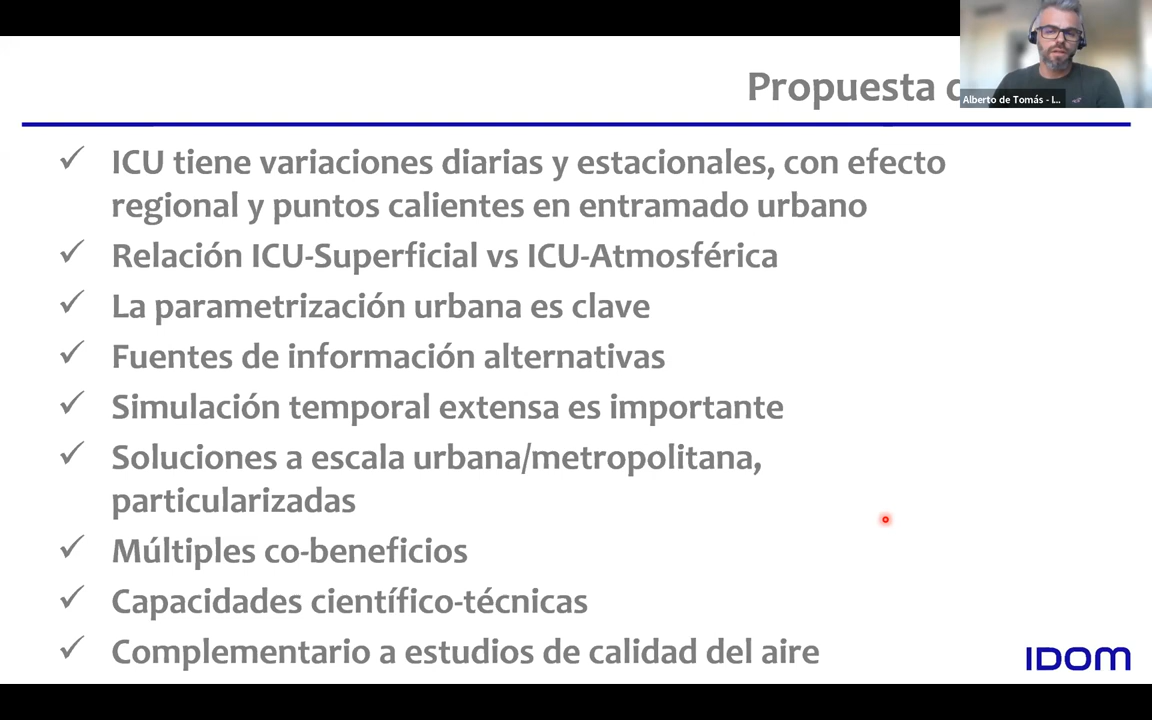 Propuesta
Alberto de Tomás - I...
✓ ICU tiene variaciones diarias y estacionales, con efecto
regional y puntos calientes en entramado urbano
✓ Relación ICU-Superficial vs ICU-Atmosférica
✓ La parametrización urbana es clave
✓ Fuentes de información alternativas
✓ Simulación temporal extensa es importante
✓ Soluciones a escala urbana/metropolitana,
particularizadas
✓ Múltiples co-beneficios
✓ Capacidades científico-técnicas
✓ Complementario a estudios de calidad del aire
IDOM